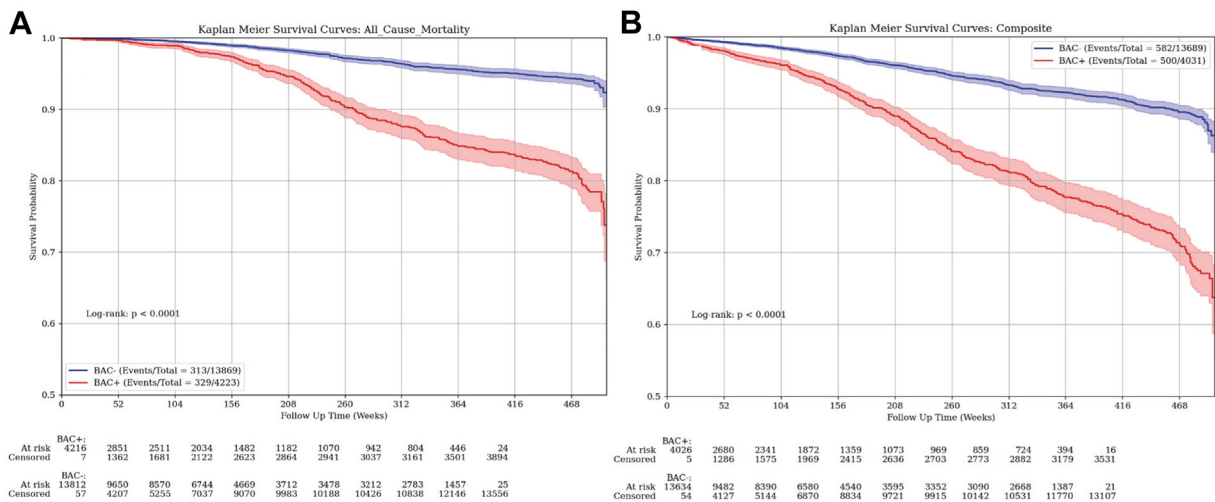 A
Kaplan Meier Survival Curves: All_Cause_Mortality
1.0
0.9
0.8
0.7
0.6
0.5
Survival Probability
Log-rank: p < 0.0001
BAC- (Events/Total = 313/13869)
BAC+ (Events/Total = 329/4223)
0 52 104 156 208 260 312 364 416 468
Follow Up Time (Weeks)
BAC+:
At risk 4216 2851 2511 2034 1482 1182 1070 942 804 446 24
Censored 7 1362 1681 2122 2623 2864 2941 3037 3161 3501 3894
BAC-:
At risk 13812 9650 8570 6744 4669 3712 3478 3212 2783 1457 25
Censored 57 4207 5255 7037 9070 9983 10188 10426 10838 12146 13556
B
Kaplan Meier Survival Curves: Composite
1.0
0.9
0.8
0.7
0.6
0.5
Survival Probability
BAC- (Events/Total = 582/13689)
BAC+ (Events/Total = 500/4031)
Log-rank: p < 0.0001
0 52 104 156 208 260 312 364 416 468
Follow Up Time (Weeks)
BAC+:
At risk 4026 2680 2341 1872 1359 1073 969 859 724 394 16
Censored 5 1286 1575 1969 2415 2636 2703 2773 2882 3179 3531
BAC-:
At risk 13634 9482 8390 6580 4540 3595 3352 3090 2668 1387 21
Censored 54 4127 5144 6870 8834 9721 9915 10142 10531 11770 13107